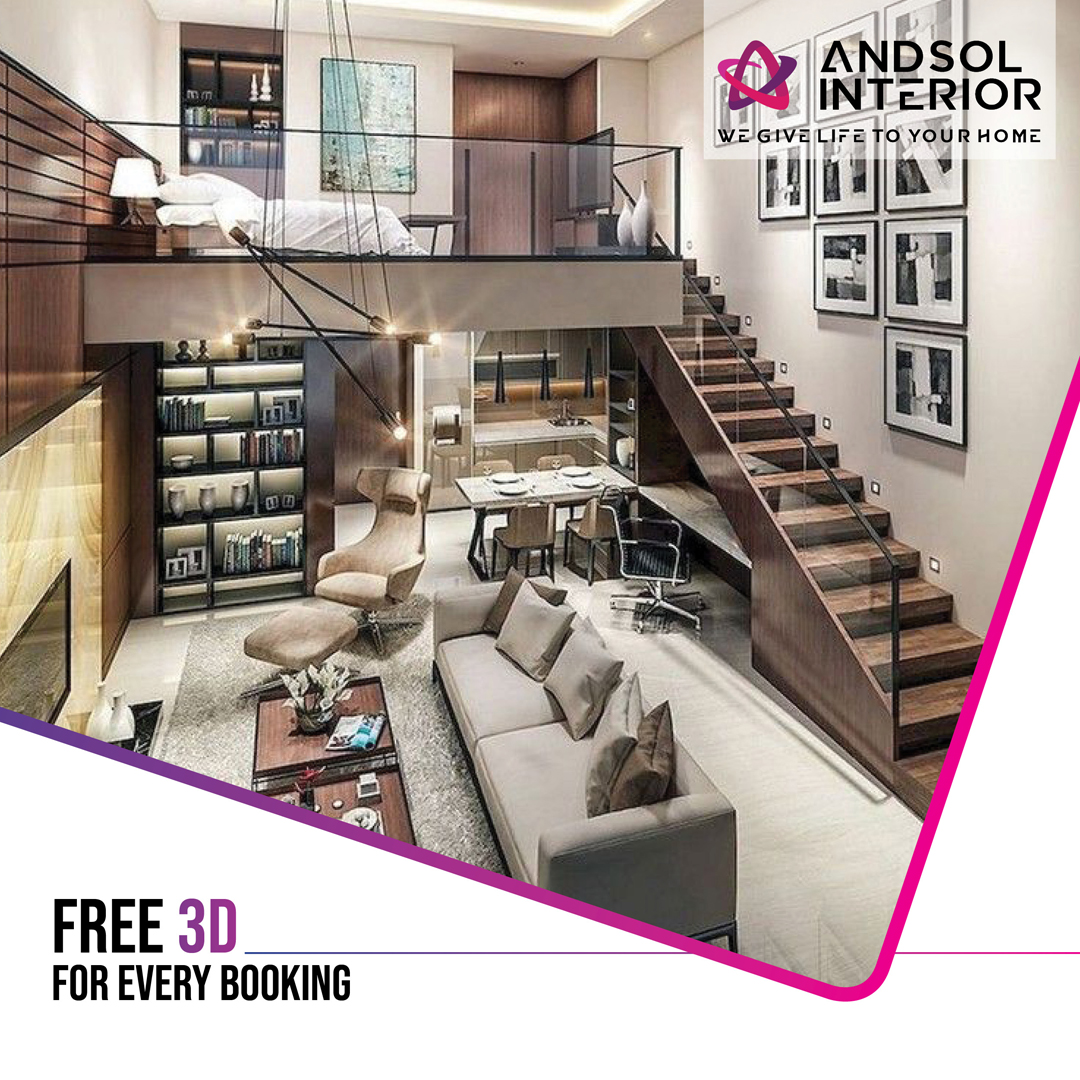 ANDSOL
INTERIOR
WE GIVE LIFE TO YOUR HOME
FREE 3D
FOR EVERY BOOKING